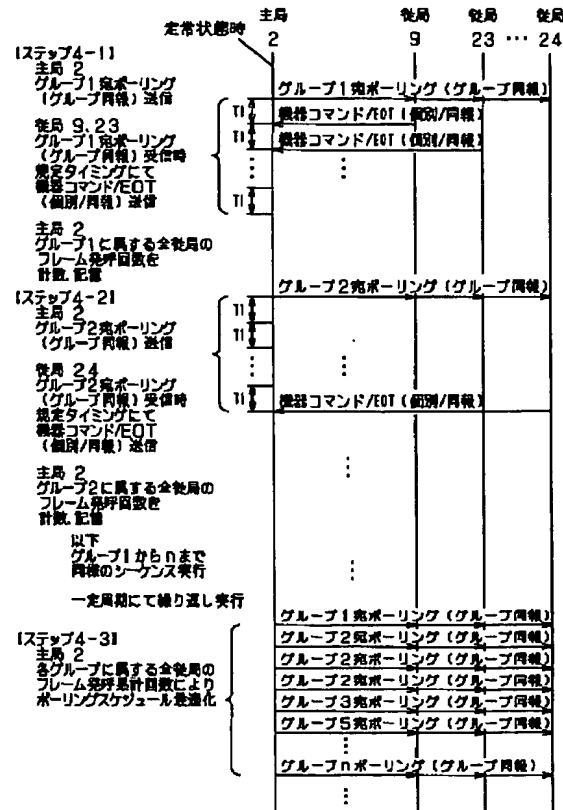 定常状態時
主局
2
従局
9
従局
23
…
従局
24
[ステップ4-1]
主局 2
グループ1宛ポーリング
(グループ同報) 送信
従局 9、23
グループ1宛ポーリング
(グループ同報) 受信時
規定タイミングにて
機器コマンド/EOT
(個別/同報) 送信
主局 2
グループ1に属する全従局の
フレーム発呼回数を
計数、記憶
グループ1宛ポーリング (グループ同報)
T1
機器コマンド/EOT (個別/同報)
T1
機器コマンド/EOT (個別/同報)
T1
[ステップ4-2]
主局 2
グループ2宛ポーリング
(グループ同報) 送信
従局 24
グループ2宛ポーリング
(グループ同報) 受信時
規定タイミングにて
機器コマンド/EOT
(個別/同報) 送信
主局 2
グループ2に属する全従局の
フレーム発呼回数を
計数、記憶
グループ2宛ポーリング (グループ同報)
T1
T1
T1
機器コマンド/EOT (個別/同報)
以下
グループ1からnまで
同様のシーケンス実行
一定周期にて繰り返し実行
[ステップ4-3]
主局 2
各グループに属する全従局の
フレーム発呼累計回数により
ポーリングスケジュール最適化
グループ1宛ポーリング (グループ同報)
グループ2宛ポーリング (グループ同報)
グループ2宛ポーリング (グループ同報)
グループ2宛ポーリング (グループ同報)
グループ3宛ポーリング (グループ同報)
グループ5宛ポーリング (グループ同報)
グループnポーリング (グループ同報)